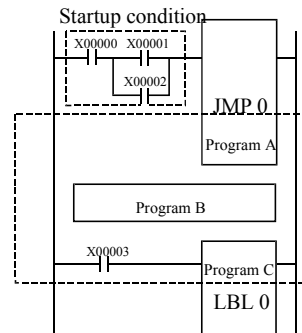 Startup condition
X00000 X00001
X00002
JMP 0
Program A
Program B
X00003
Program C
LBL 0